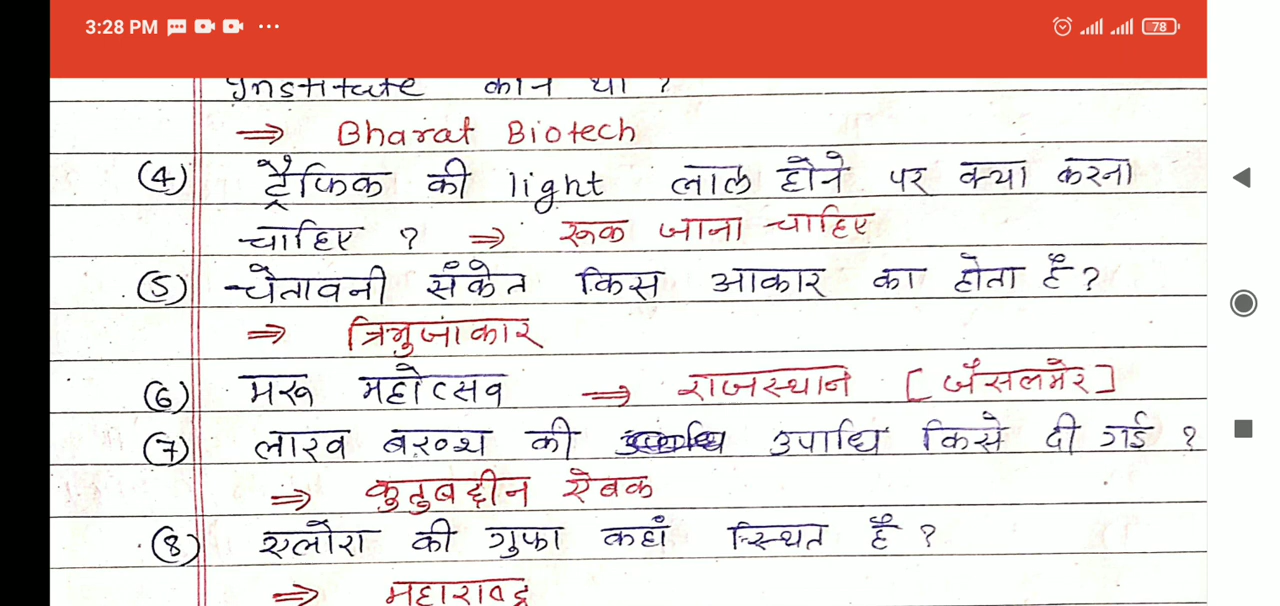 3:28 PM
78
Institute कौन था ?
⇒ Bharat Biotech
(4) ट्रैफिक की light लाल होने पर क्या करना
चाहिए ? ⇒ रूक जाना चाहिए
(5) चेतावनी संकेत किस आकार का होता है ?
⇒ त्रिभुजाकार
(6) मरू महोत्सव ⇒ राजस्थान [जैसलमेर]
(7) लाख बख्श की उपाधि किसे दी गई ?
⇒ कुतुबद्दीन ऐबक
(8) एलोरा की गुफा कहाँ स्थित है ?
⇒ महाराष्ट्र